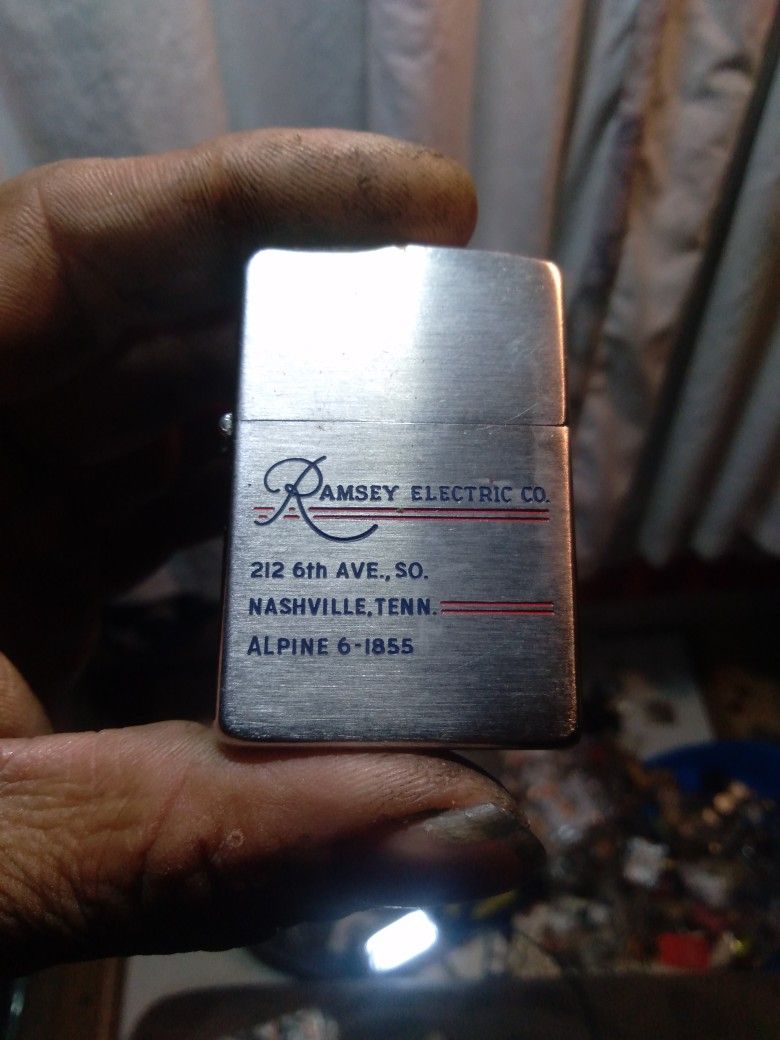 RAMSEY ELECTRIC CO.
212 6th AVE., SO.
NASHVILLE, TENN.
ALPINE 6-1855